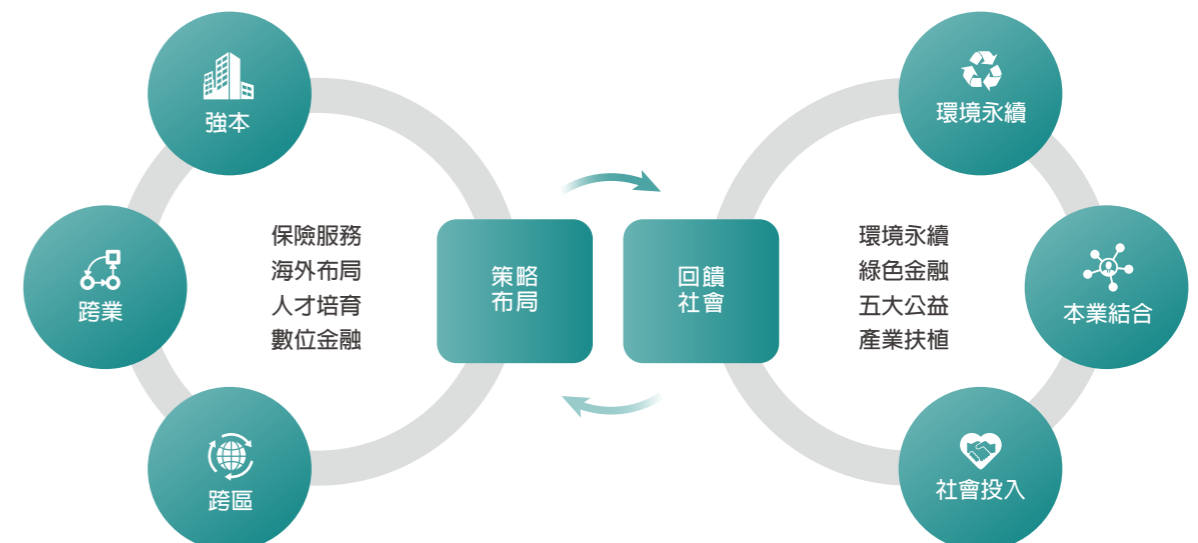 強本
跨業
跨區
保險服務
海外布局
人才培育
數位金融
策略
布局
回饋
社會
環境永續
綠色金融
五大公益
產業扶植
環境永續
本業結合
社會投入